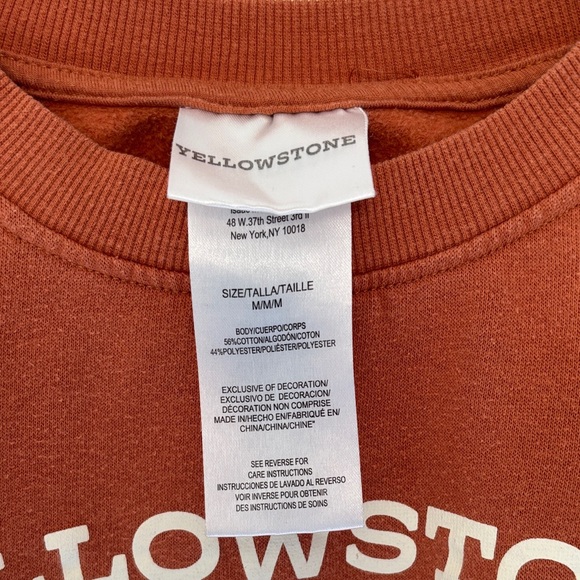 YELLOWSTONE
48 W.37th Street 3rd fl
New York,NY 10018
SIZE/TALLA/TAILLE
M/M/M
BODY/CUERPO/CORPS
56%COTTON/ALGODÓN/COTON
44%POLYESTER/POLIÉSTER/POLYESTER
EXCLUSIVE OF DECORATION/
EXCLUSIVO DE DECORACION/
DÉCORATION NON COMPRISE
MADE IN/HECHO EN/FABRIQUÉ EN/
CHINA/CHINA/CHINE"
SEE REVERSE FOR
CARE INSTRUCTIONS
INSTRUCCIONES DE LAVADO AL REVERSO
VOIR INVERSE POUR OBTENIR
DES INSTRUCTIONS DE SOINS
LLOWSTO